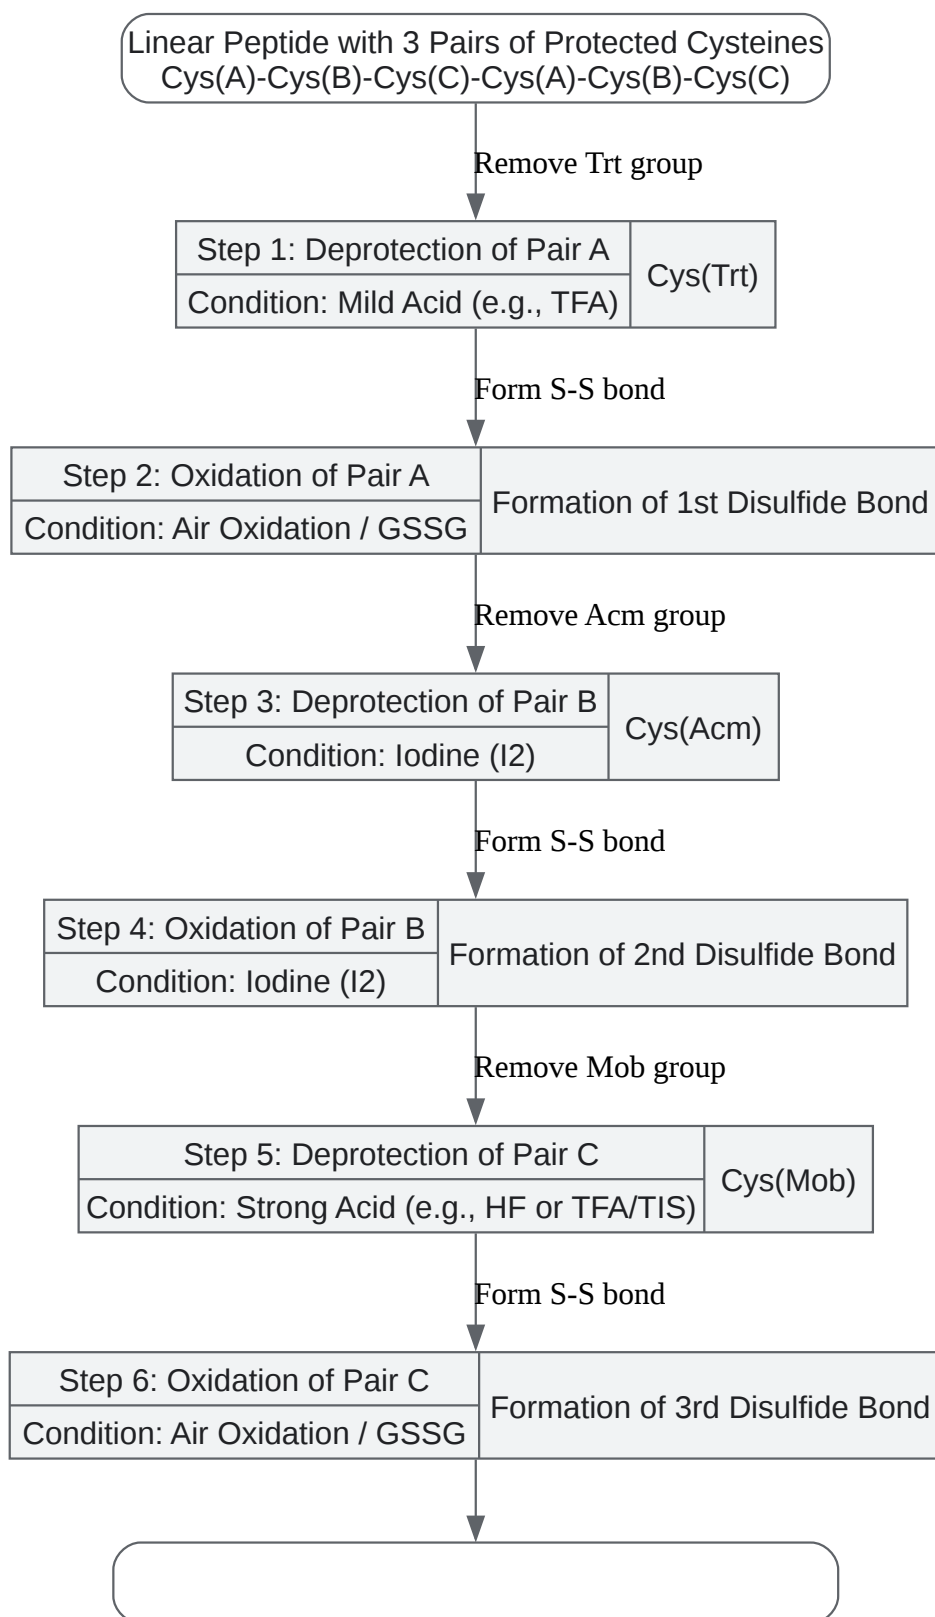 Linear Peptide with 3 Pairs of Protected Cysteines
Cys(A)-Cys(B)-Cys(C)-Cys(A)-Cys(B)-Cys(C)
Remove Trt group
Step 1: Deprotection of Pair A
Condition: Mild Acid (e.g., TFA)
Cys(Trt)
Form S-S bond
Step 2: Oxidation of Pair A
Condition: Air Oxidation / GSSG
Formation of 1st Disulfide Bond
Remove Acm group
Step 3: Deprotection of Pair B
Condition: Iodine (I2)
Cys(Acm)
Form S-S bond
Step 4: Oxidation of Pair B
Condition: Iodine (I2)
Formation of 2nd Disulfide Bond
Remove Mob group
Step 5: Deprotection of Pair C
Condition: Strong Acid (e.g., HF or TFA/TIS)
Cys(Mob)
Form S-S bond
Step 6: Oxidation of Pair C
Condition: Air Oxidation / GSSG
Formation of 3rd Disulfide Bond